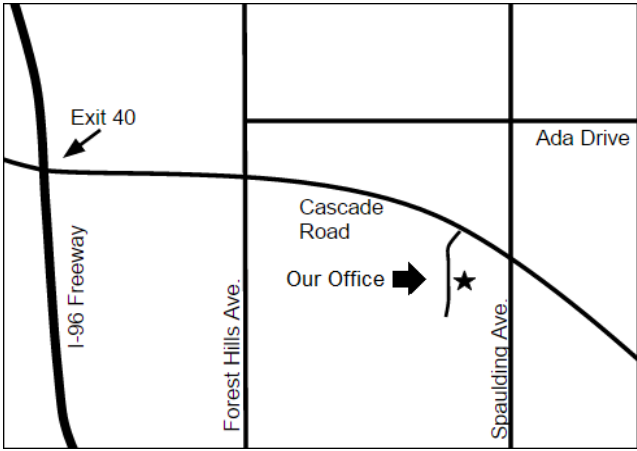 Exit 40
Ada Drive
Cascade
Road
Our Office
I-96 Freeway
Forest Hills Ave.
Spaulding Ave.